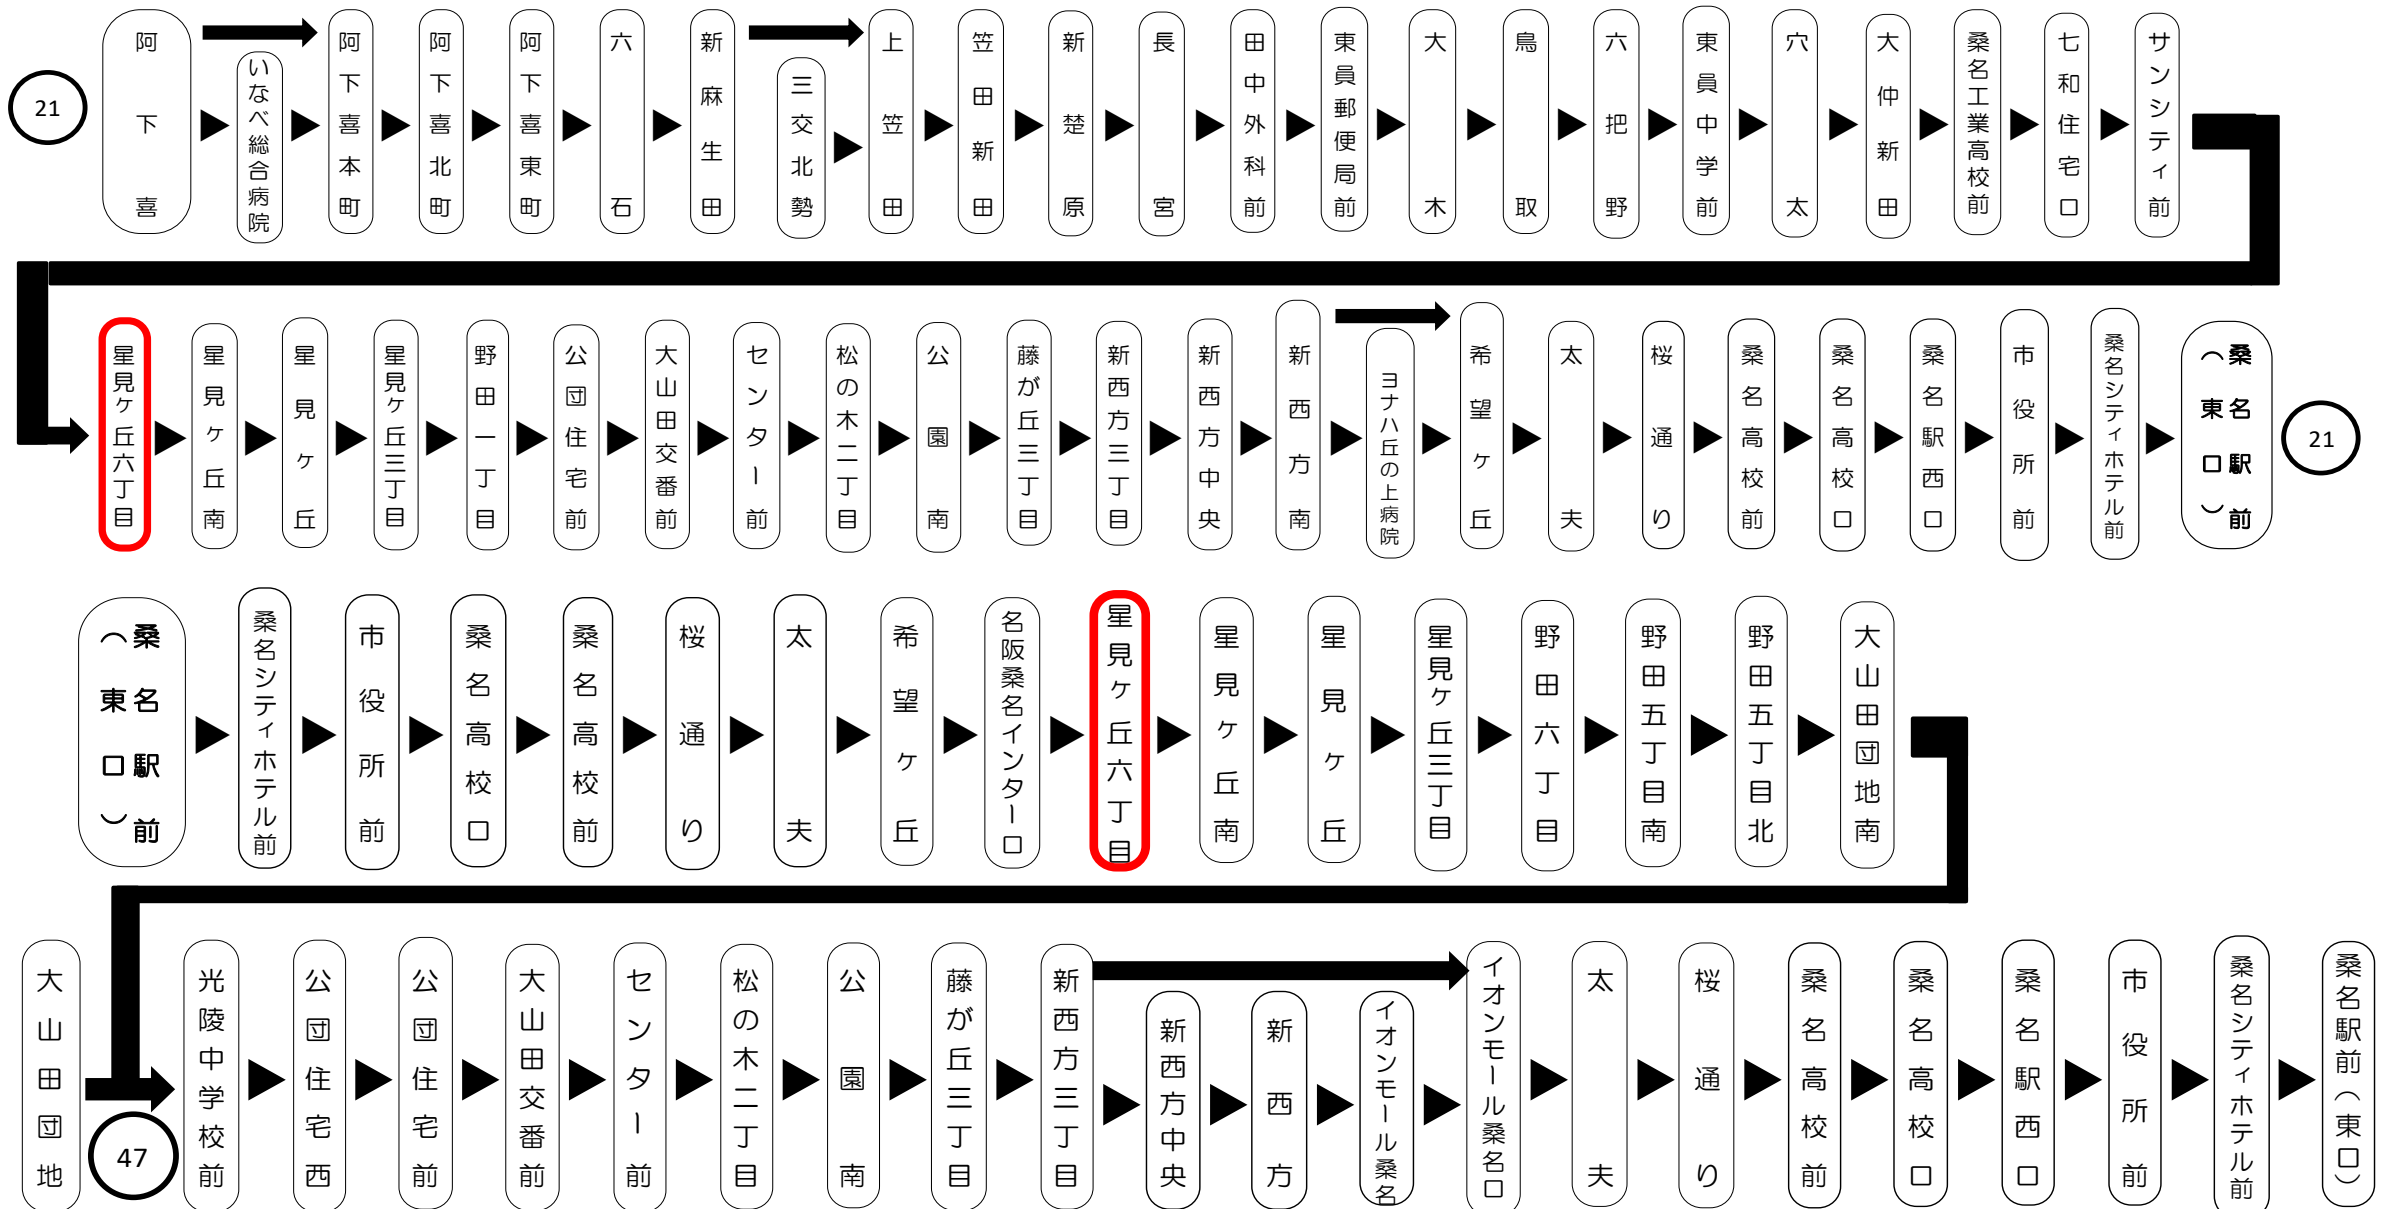 21
阿下喜
いなべ総合病院
阿下喜本町
阿下喜北町
阿下喜東町
六石
新麻生田
三交北勢
上笠田
笠田新田
新楚原
長宮
田中外科前
東員郵便局前
大木
鳥取
六把野
東員中学前
穴太
大仲新田
桑名工業高校前
七和住宅口
サンシティ前
星見ヶ丘六丁目
星見ヶ丘南
星見ヶ丘
星見ヶ丘三丁目
野田一丁目
公団住宅前
大山田交番前
センター前
松の木二丁目
公園南
藤が丘三丁目
新西方三丁目
新西方中央
新西方南
ヨナハ丘の上病院
希望ヶ丘
太夫
桜通り
桑名高校前
桑名高校口
桑名駅西口
市役所前
桑名シティホテル前
桑名駅前
（東口）
21
桑名駅前
（東口）
桑名シティホテル前
市役所前
桑名高校口
桑名高校前
桜通り
太夫
希望ヶ丘
名阪桑名インター口
星見ヶ丘六丁目
星見ヶ丘南
星見ヶ丘
星見ヶ丘三丁目
野田六丁目
野田五丁目南
野田五丁目北
大山田団地南
大山田団地
47
光陵中学校前
公団住宅西
公団住宅前
大山田交番前
センター前
松の木二丁目
公園南
藤が丘三丁目
新西方三丁目
新西方中央
新西方
イオンモール桑名
イオンモール桑名口
太夫
桜通り
桑名高校前
桑名高校口
桑名駅西口
市役所前
桑名シティホテル前
桑名駅前（東口）